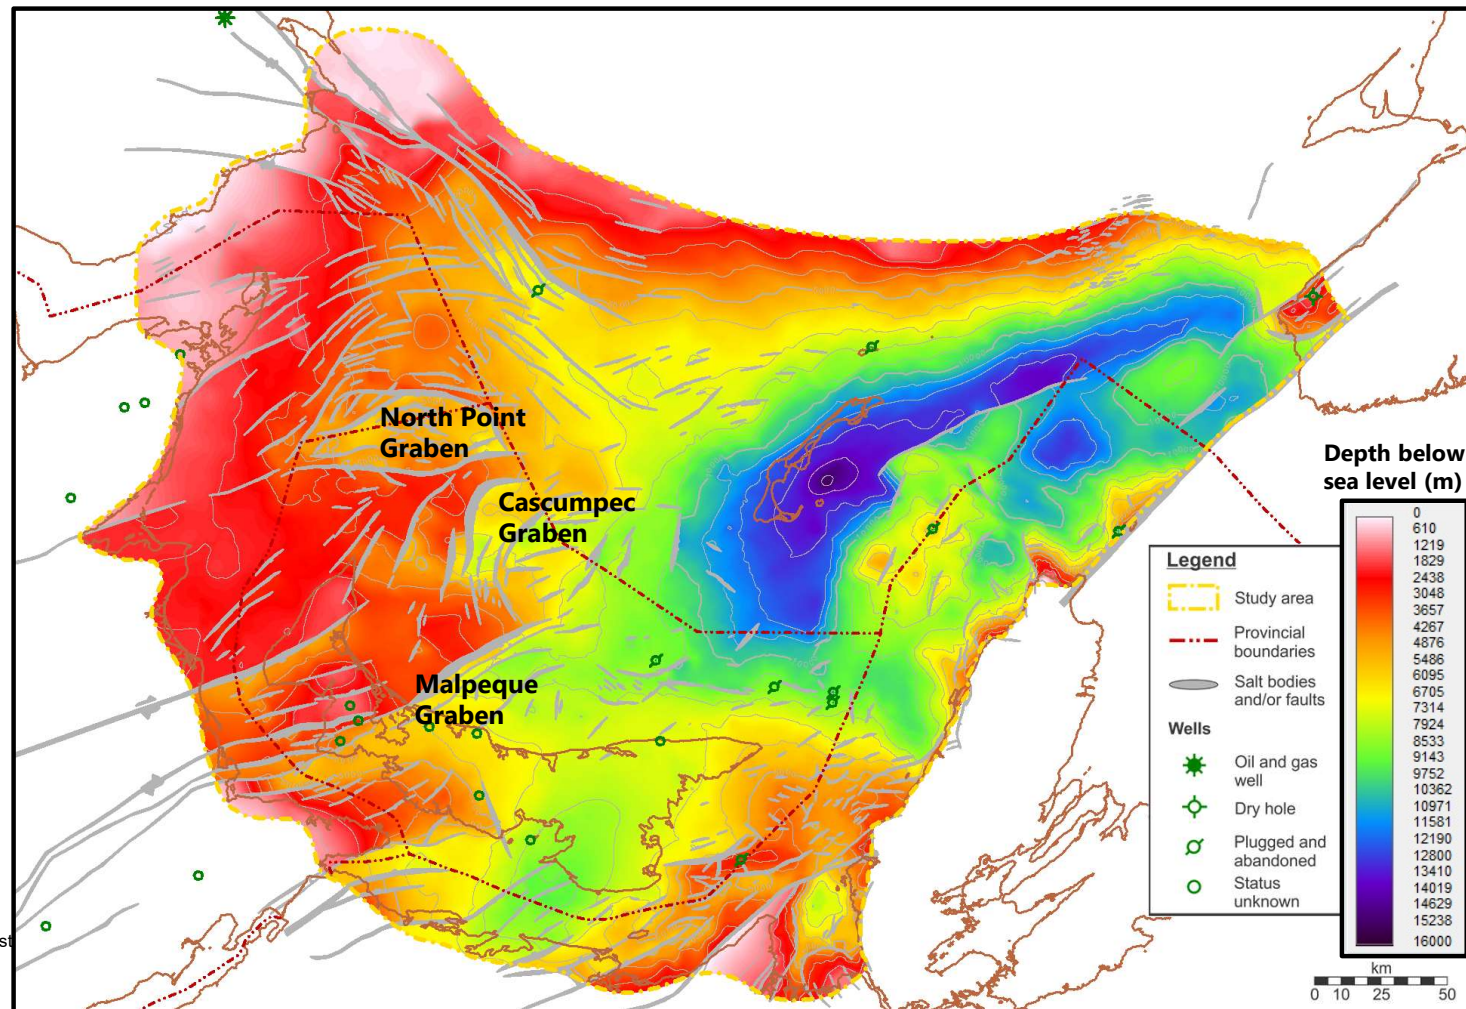 North Point
Graben
Cascumpec
Graben
Malpeque
Graben
st
Depth below
sea level (m)
0
610
1219
1829
2438
3048
3657
4267
4876
5486
6095
6705
7314
7924
8533
9143
9752
10362
10971
11581
12190
12800
13410
14019
14629
15238
16000
Legend
Study area
Provincial
boundaries
Salt bodies
and/or faults
Wells
Oil and gas
well
Dry hole
Plugged and
abandoned
Status
unknown
km
0 10 25 50